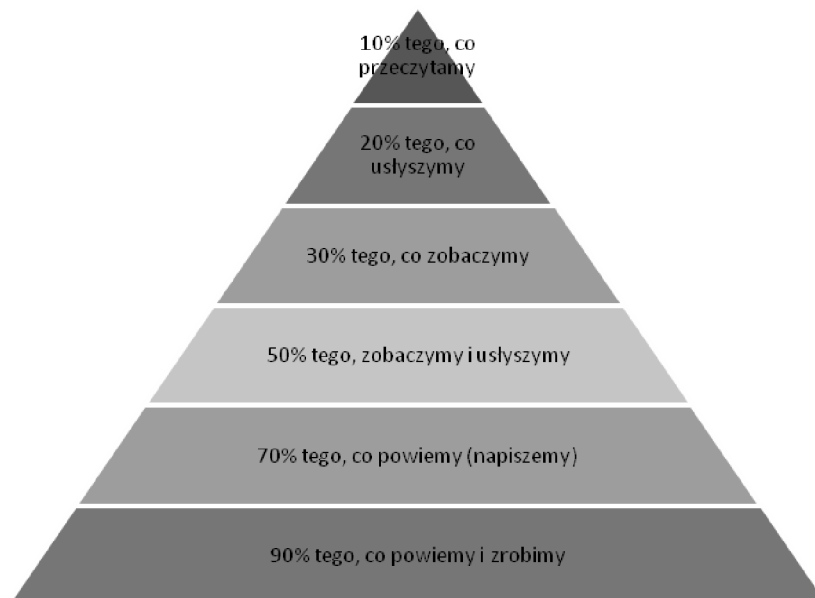 10% tego, co
przeczytamy
20% tego, co
usłyszymy
30% tego, co zobaczymy
50% tego, zobaczymy i usłyszymy
70% tego, co powiemy (napiszemy)
90% tego, co powiemy i zrobimy